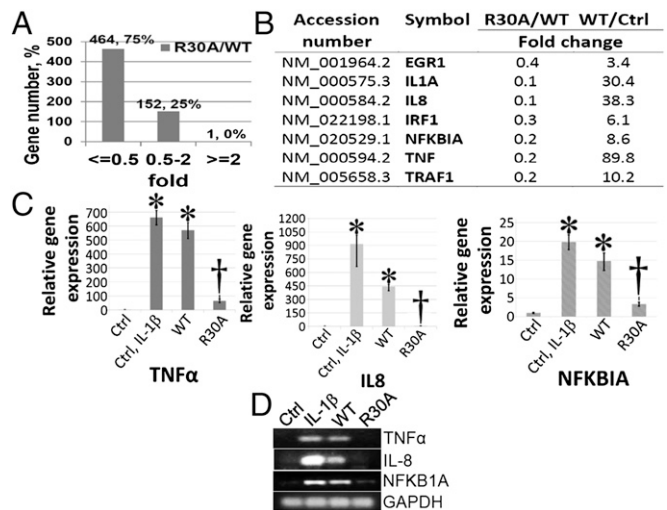 A
Gene number, %
500
400
300
200
100
0
464, 75%
152, 25%
1, 0%
R30A/WT
<=0.5 0.5-2 >=2
fold
B
Accession number Symbol R30A/WT WT/Ctrl
Fold change
NM_001964.2 EGR1 0.4 3.4
NM_000575.3 IL1A 0.1 30.4
NM_000584.2 IL8 0.1 38.3
NM_022198.1 IRF1 0.3 6.1
NM_020529.1 NFKBIA 0.2 8.6
NM_000594.2 TNF 0.2 89.8
NM_005658.3 TRAF1 0.2 10.2
C
Relative gene
expression
700
600
500
400
300
200
100
0
*
*
†
Ctrl
Ctrl, IL-1β
WT
R30A
TNFα
Relative gene
expression
1200
1050
900
750
600
450
300
150
0
*
*
†
Ctrl
Ctrl, IL-1β
WT
R30A
IL8
Relative gene
expression
25
20
15
10
5
0
*
*
†
Ctrl
Ctrl, IL-1β
WT
R30A
NFKBIA
D
Ctrl IL-1β WT R30A
TNFα
IL-8
NFKB1A
GAPDH